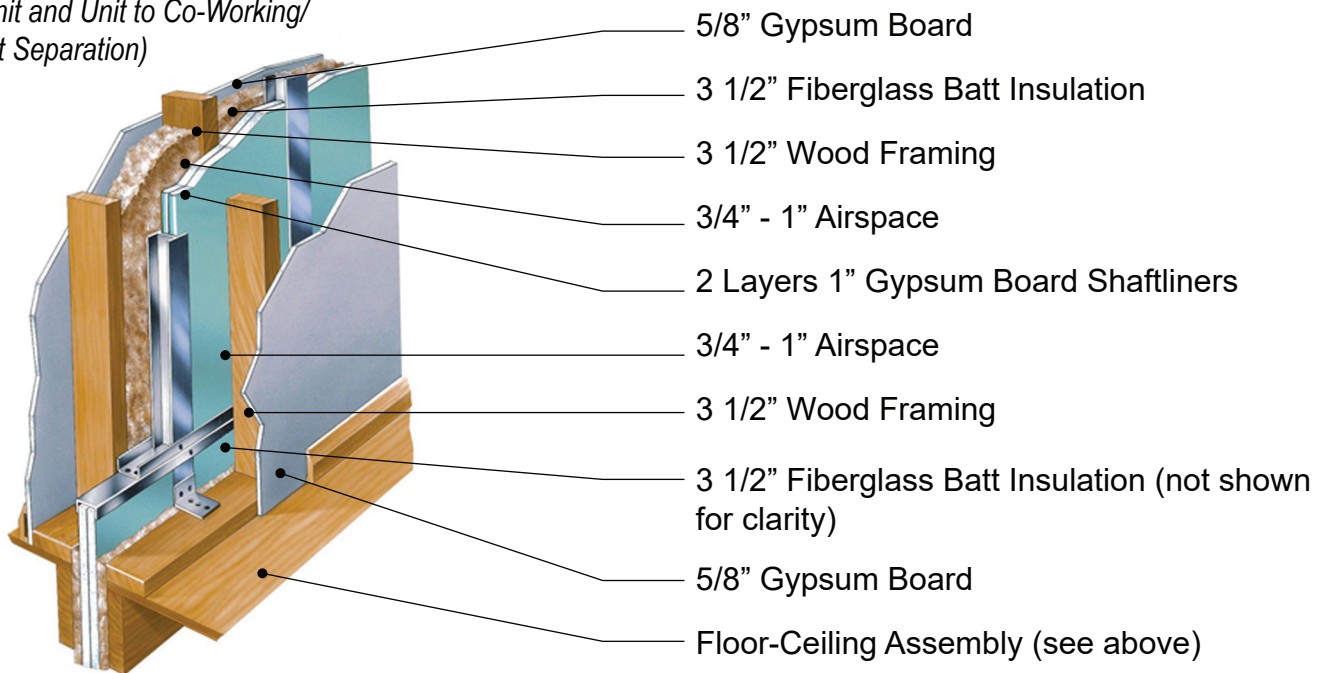 nit and Unit to Co-Working/
t Separation)
5/8” Gypsum Board
3 1/2” Fiberglass Batt Insulation
3 1/2” Wood Framing
3/4” - 1” Airspace
2 Layers 1” Gypsum Board Shaftliners
3/4” - 1” Airspace
3 1/2” Wood Framing
3 1/2” Fiberglass Batt Insulation (not shown
for clarity)
5/8” Gypsum Board
Floor-Ceiling Assembly (see above)